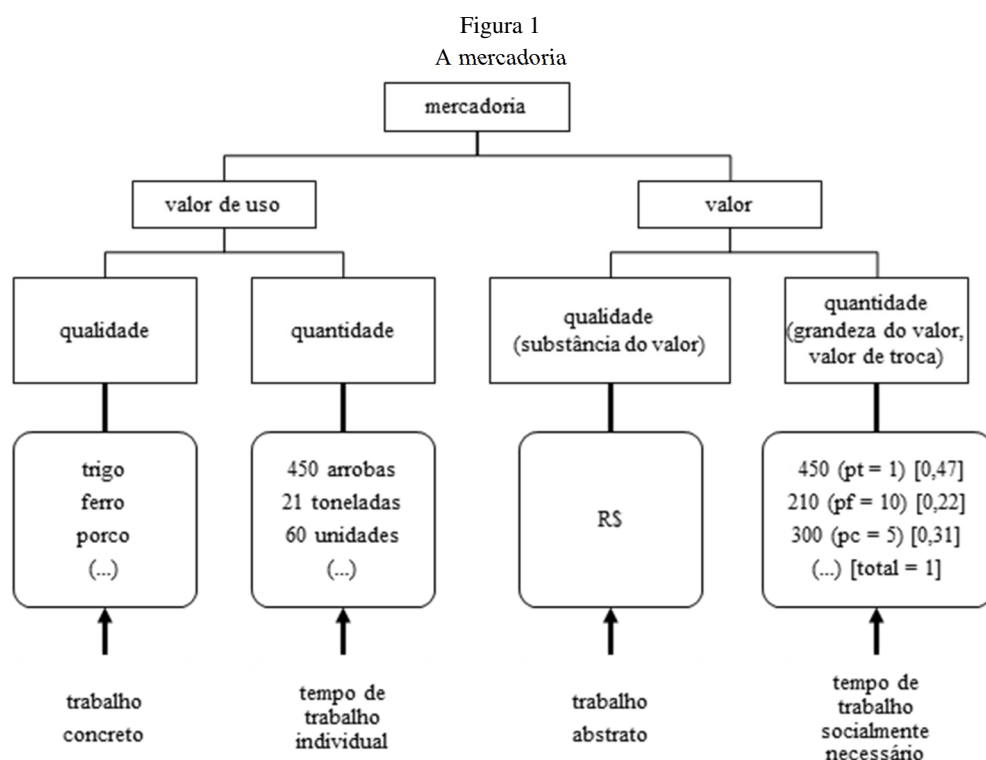 Figura 1
A mercadoria
mercadoria
valor de uso
valor
qualidade
quantidade
qualidade
(substância do valor)
quantidade
(grandeza do valor,
valor de troca)
trigo
ferro
porco
(...)
450 arrobas
21 toneladas
60 unidades
(...)
R$
450 (pt = 1) [0,47]
210 (pf = 10) [0,22]
300 (pc = 5) [0,31]
(...) [total = 1]
trabalho
concreto
tempo de
trabalho
individual
trabalho
abstrato
tempo de
trabalho
socialmente
necessário